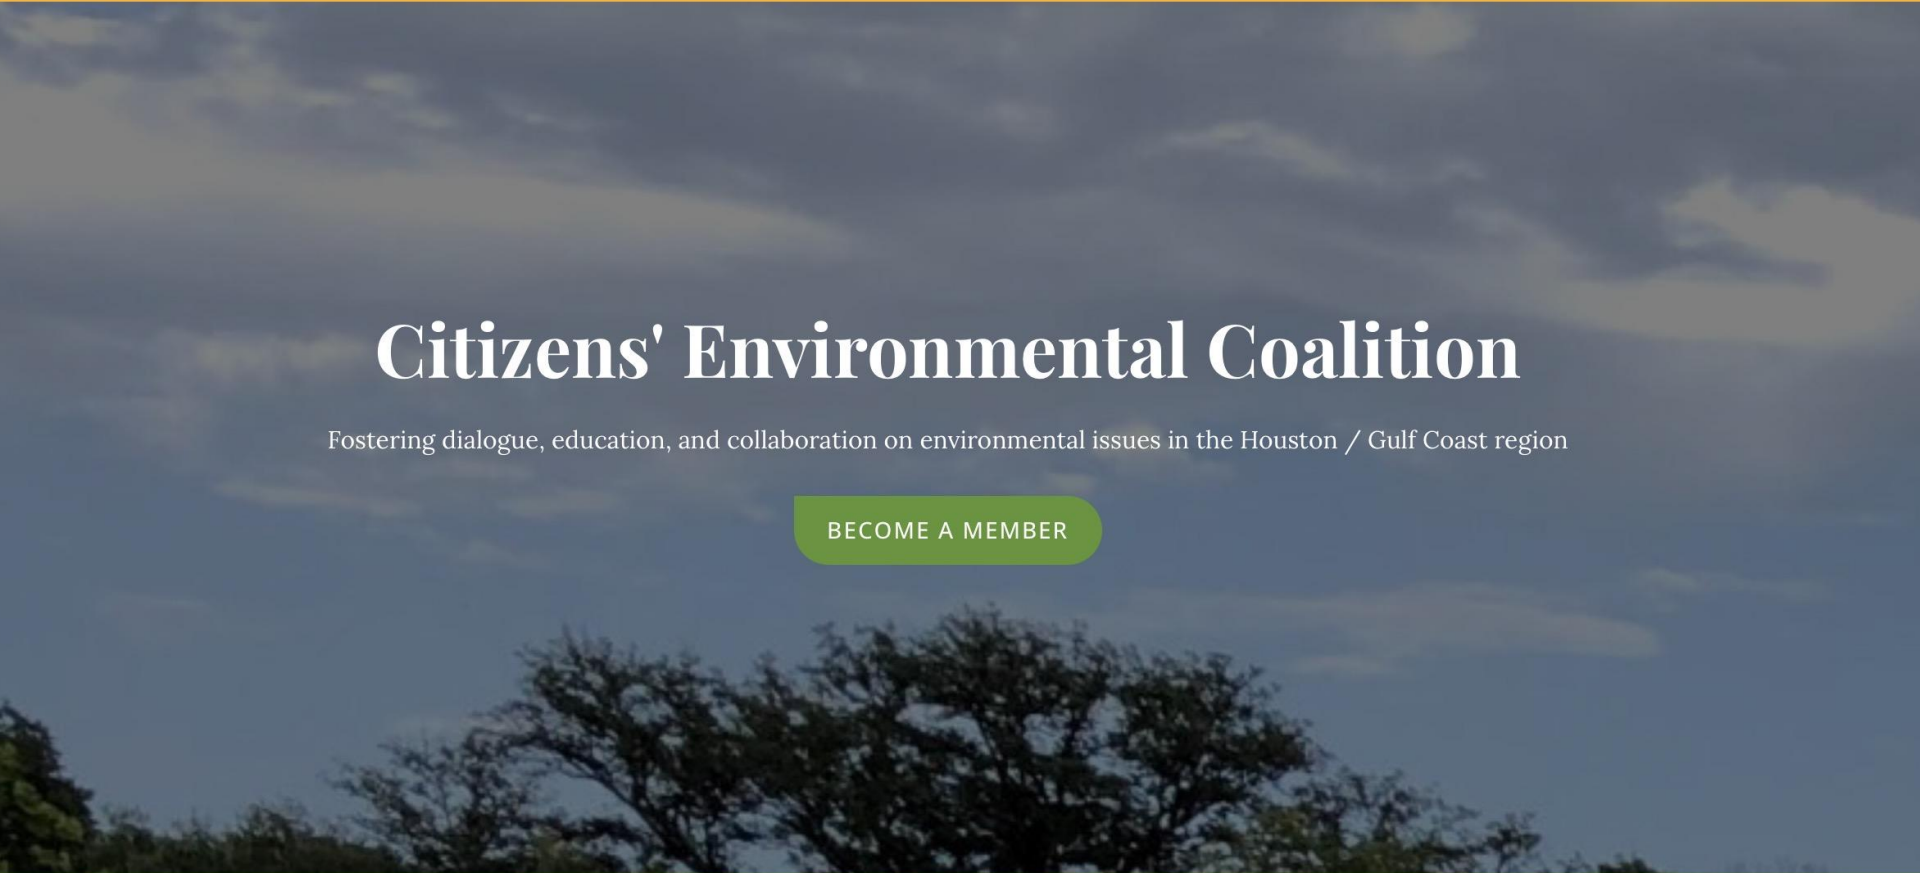 Citizens' Environmental Coalition
Fostering dialogue, education, and collaboration on environmental issues in the Houston / Gulf Coast region
BECOME A MEMBER